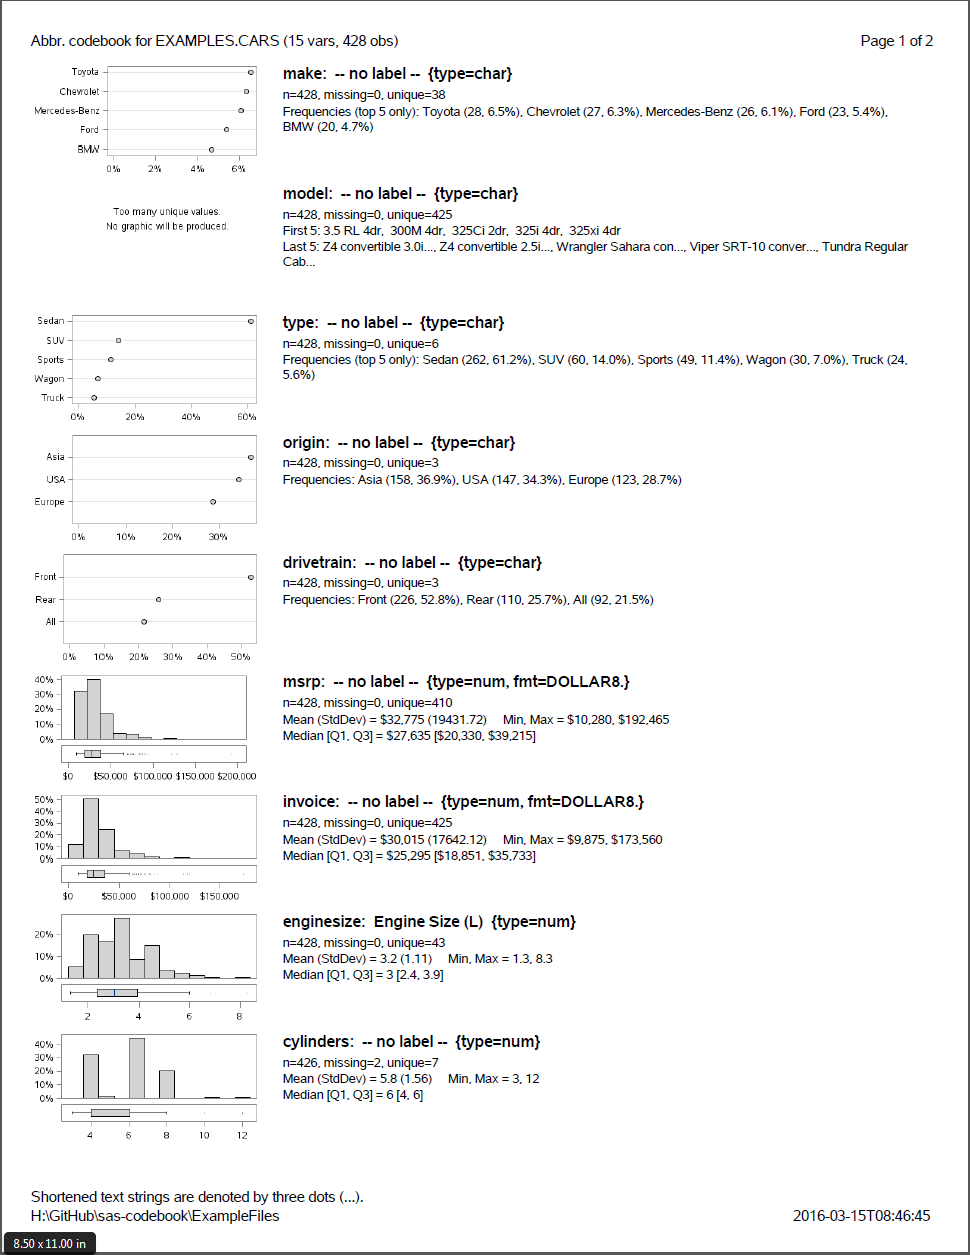 Abbr. codebook for EXAMPLES.CARS (15 vars, 428 obs)
Page 1 of 2
Toyota
Chevrolet
Mercedes-Benz
Ford
BMW
0% 2% 4% 6%
make: -- no label -- {type=char}
n=428, missing=0, unique=38
Frequencies (top 5 only): Toyota (28, 6.5%), Chevrolet (27, 6.3%), Mercedes-Benz (26, 6.1%), Ford (23, 5.4%),
BMW (20, 4.7%)
Too many unique values.
No graphic will be produced.
model: -- no label -- {type=char}
n=428, missing=0, unique=425
First 5: 3.5 RL 4dr, 300M 4dr, 325Ci 2dr, 325i 4dr, 325xi 4dr
Last 5: Z4 convertible 3.0i..., Z4 convertible 2.5i..., Wrangler Sahara con..., Viper SRT-10 conver..., Tundra Regular
Cab...
Sedan
SUV
Sports
Wagon
Truck
0% 20% 40% 60%
type: -- no label -- {type=char}
n=428, missing=0, unique=6
Frequencies (top 5 only): Sedan (262, 61.2%), SUV (60, 14.0%), Sports (49, 11.4%), Wagon (30, 7.0%), Truck (24,
5.6%)
Asia
USA
Europe
0% 10% 20% 30%
origin: -- no label -- {type=char}
n=428, missing=0, unique=3
Frequencies: Asia (158, 36.9%), USA (147, 34.3%), Europe (123, 28.7%)
Front
Rear
All
0% 10% 20% 30% 40% 50%
drivetrain: -- no label -- {type=char}
n=428, missing=0, unique=3
Frequencies: Front (226, 52.8%), Rear (110, 25.7%), All (92, 21.5%)
40%
30%
20%
10%
0%
$0 $50,000 $100,000 $150,000 $200,000
msrp: -- no label -- {type=num, fmt=DOLLAR8.}
n=428, missing=0, unique=410
Mean (StdDev) = $32,775 (19431.72) Min, Max = $10,280, $192,465
Median [Q1, Q3] = $27,635 [$20,330, $39,215]
50%
40%
30%
20%
10%
0%
$0 $50,000 $100,000 $150,000
invoice: -- no label -- {type=num, fmt=DOLLAR8.}
n=428, missing=0, unique=425
Mean (StdDev) = $30,015 (17642.12) Min, Max = $9,875, $173,560
Median [Q1, Q3] = $25,295 [$18,851, $35,733]
20%
10%
0%
2 4 6 8
enginesize: Engine Size (L) {type=num}
n=428, missing=0, unique=43
Mean (StdDev) = 3.2 (1.11) Min, Max = 1.3, 8.3
Median [Q1, Q3] = 3 [2.4, 3.9]
40%
30%
20%
10%
0%
4 6 8 10 12
cylinders: -- no label -- {type=num}
n=426, missing=2, unique=7
Mean (StdDev) = 5.8 (1.56) Min, Max = 3, 12
Median [Q1, Q3] = 6 [4, 6]
Shortened text strings are denoted by three dots (...).
H:\GitHub\sas-codebook\ExampleFiles
2016-03-15T08:46:45
8.50 x 11.00 in